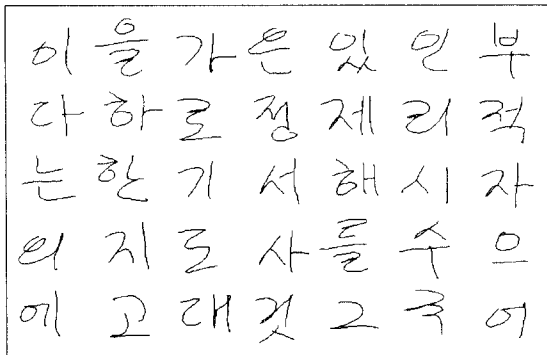 이 을 가 은 있 인 부
다 하 로 정 제 리 적
는 한 기 서 해 시 자
의 지 도 사 를 수 으
에 고 대 것 그 국 어